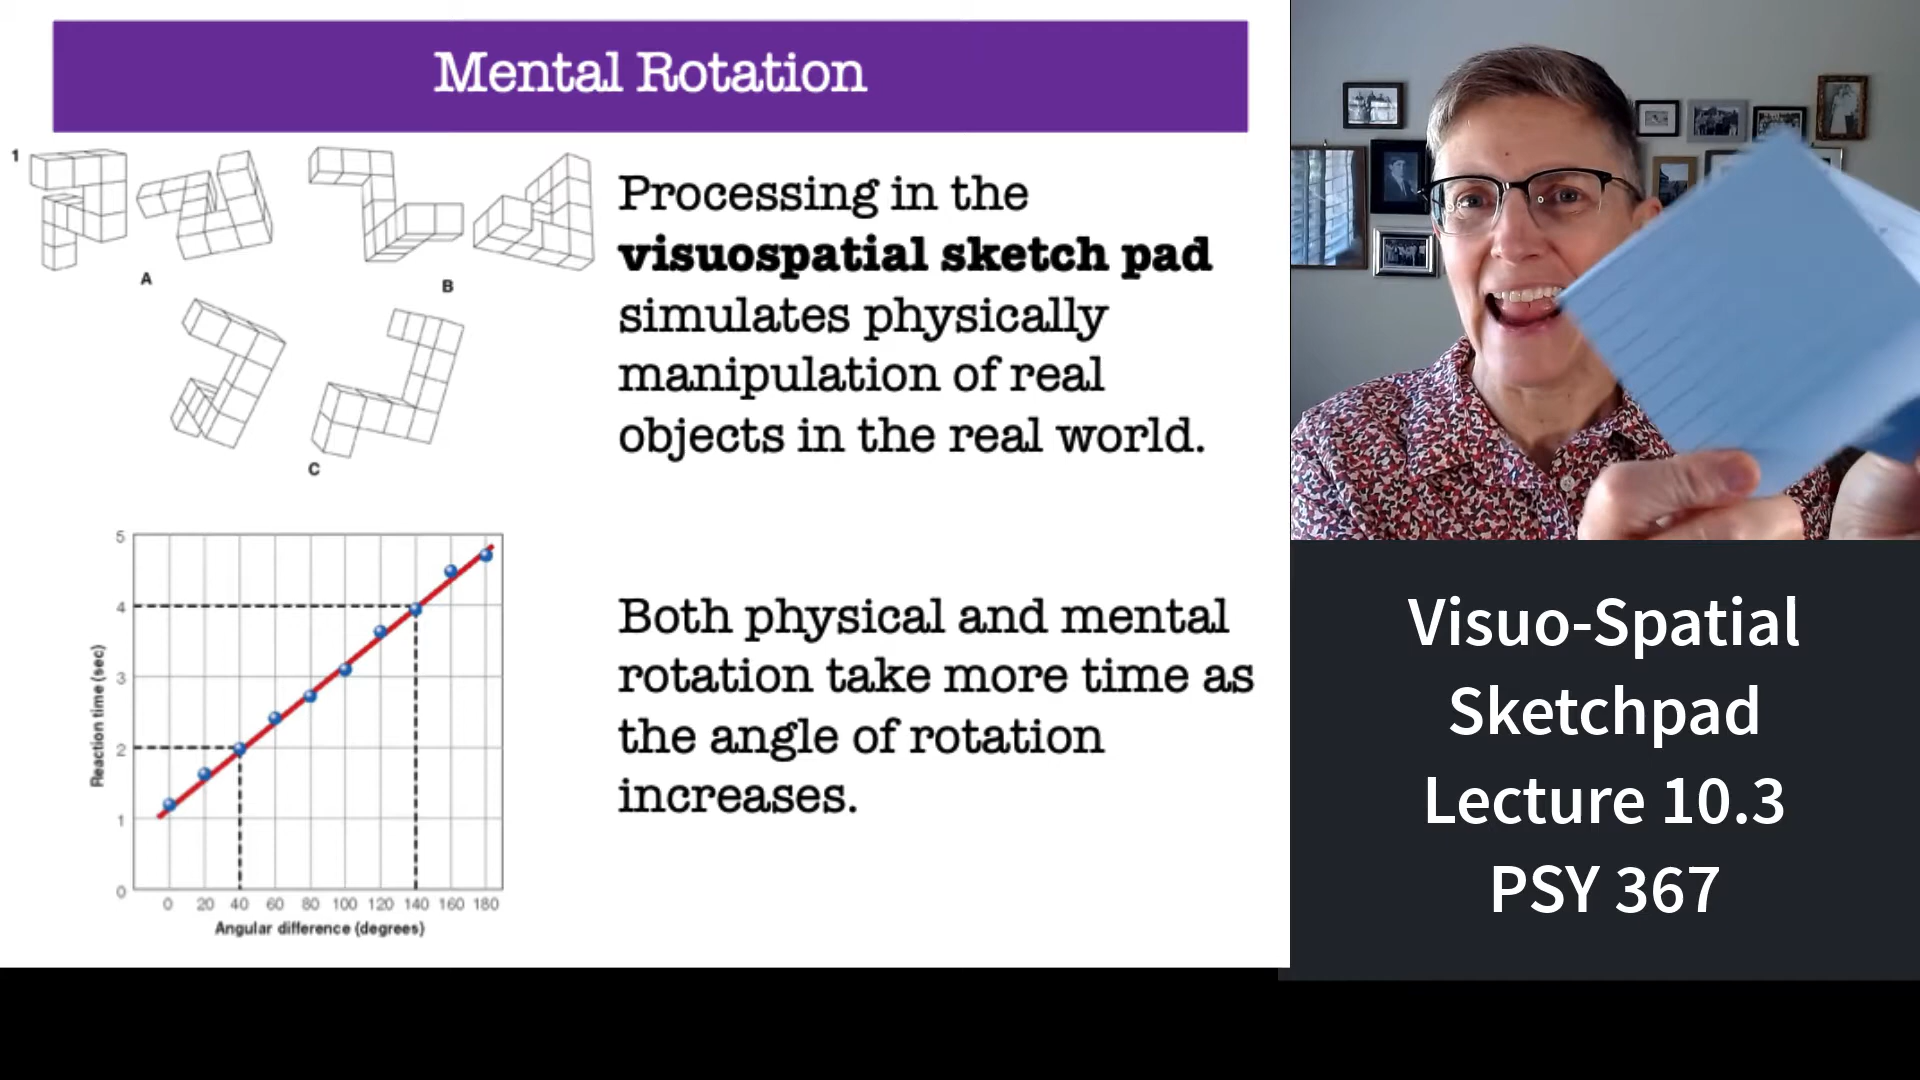 Mental Rotation
1
A
B
C
Processing in the
visuospatial sketch pad
simulates physically
manipulation of real
objects in the real world.
5
4
3
2
1
0
Reaction time (sec)
0 20 40 60 80 100 120 140 160 180
Angular difference (degrees)
Both physical and mental
rotation take more time as
the angle of rotation
increases.
Visuo-Spatial
Sketchpad
Lecture 10.3
PSY 367